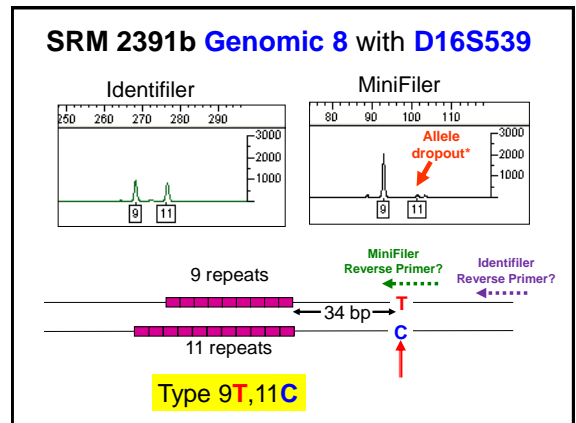 SRM 2391b Genomic 8 with D16S539
Identifiler
250 260 270 280 290
3000
2000
1000
9 11
MiniFiler
80 90 100 110
3000
2000
1000
Allele
dropout*
9 11
MiniFiler
Reverse Primer?
Identifiler
Reverse Primer?
9 repeats
T
34 bp
C
11 repeats
Type 9T,11C